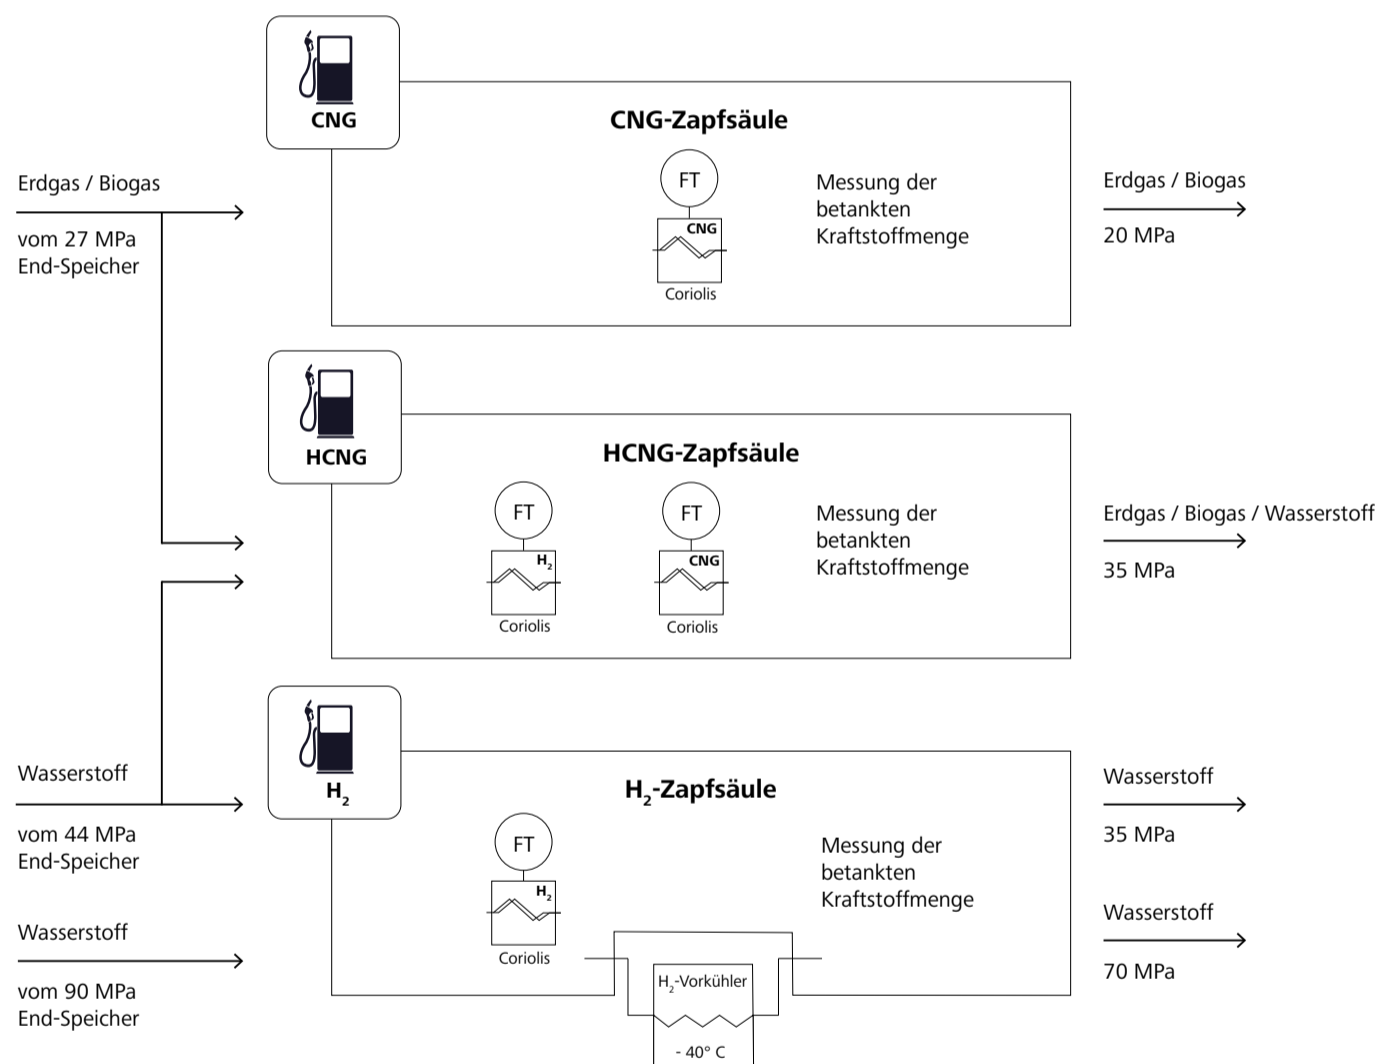 CNG
CNG-Zapfsäule
Erdgas / Biogas
vom 27 MPa
End-Speicher
FT
CNG
Coriolis
Messung der
betankten
Kraftstoffmenge
Erdgas / Biogas
20 MPa
HCNG
HCNG-Zapfsäule
FT
H₂
Coriolis
FT
CNG
Coriolis
Messung der
betankten
Kraftstoffmenge
Erdgas / Biogas / Wasserstoff
35 MPa
H₂
H₂-Zapfsäule
Wasserstoff
vom 44 MPa
End-Speicher
Wasserstoff
vom 90 MPa
End-Speicher
FT
H₂
Coriolis
Messung der
betankten
Kraftstoffmenge
H₂-Vorkühler
- 40° C
Wasserstoff
35 MPa
Wasserstoff
70 MPa